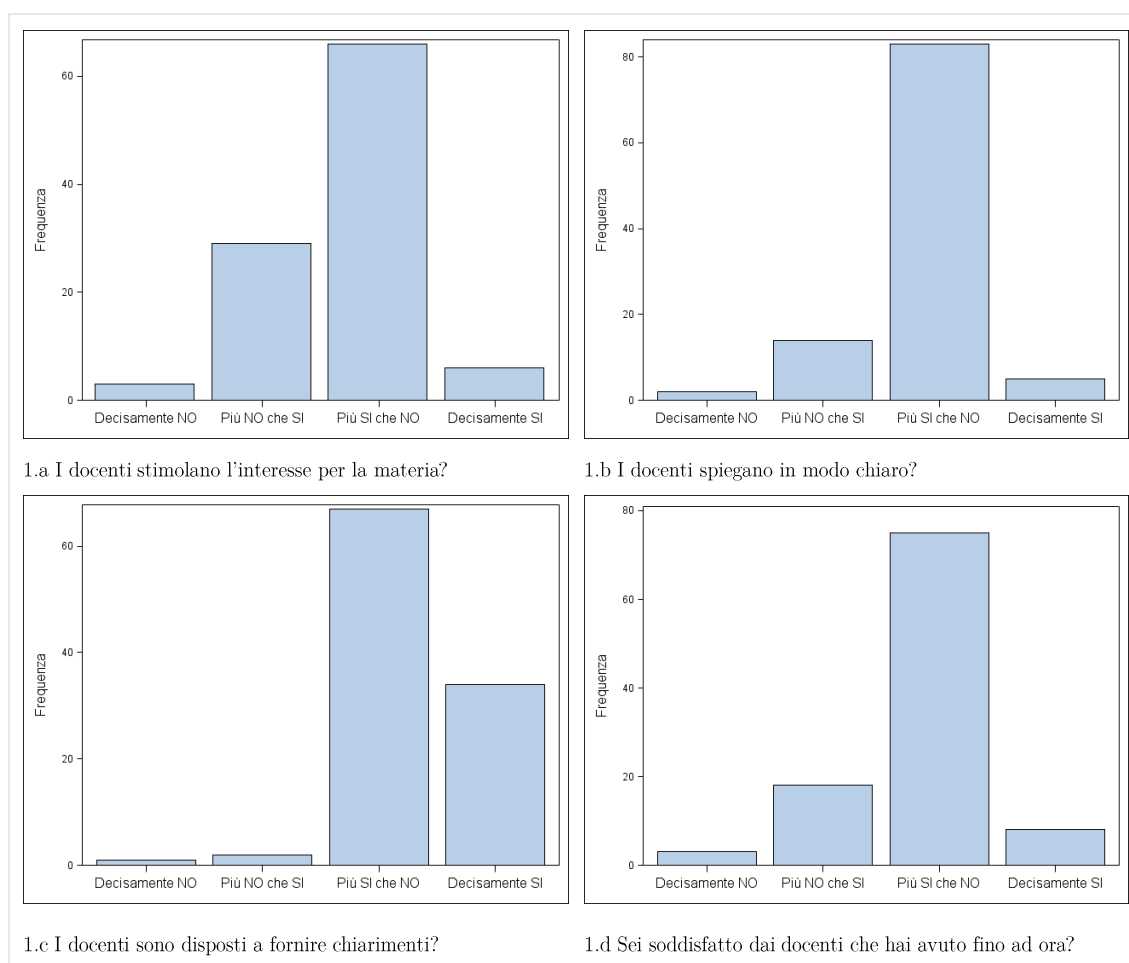 60
40
20
0
Frequenza
Decisamente NO Più NO che SI Più SI che NO Decisamente SI
1.a I docenti stimolano l'interesse per la materia?
80
60
40
20
0
Frequenza
Decisamente NO Più NO che SI Più SI che NO Decisamente SI
1.b I docenti spiegano in modo chiaro?
60
40
20
0
Frequenza
Decisamente NO Più NO che SI Più SI che NO Decisamente SI
1.c I docenti sono disposti a fornire chiarimenti?
80
60
40
20
0
Frequenza
Decisamente NO Più NO che SI Più SI che NO Decisamente SI
1.d Sei soddisfatto dai docenti che hai avuto fino ad ora?